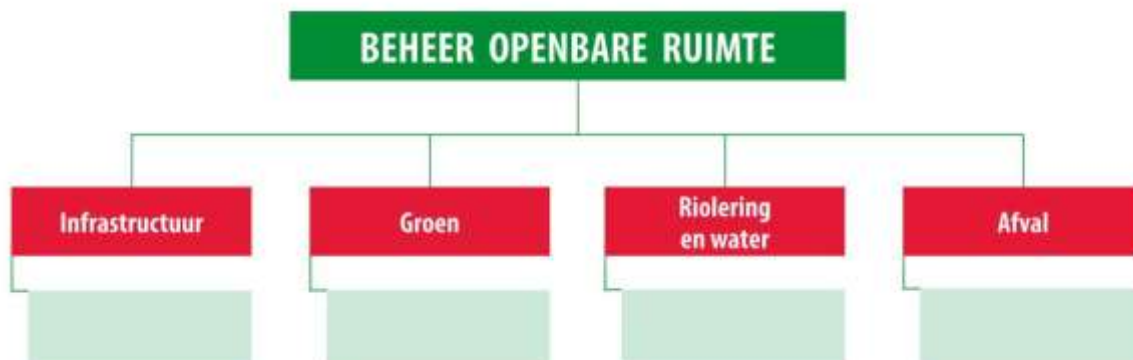 BEHEER OPENBARE RUIMTE
Infrastructuur
Groen
Riolering
en water
Afval